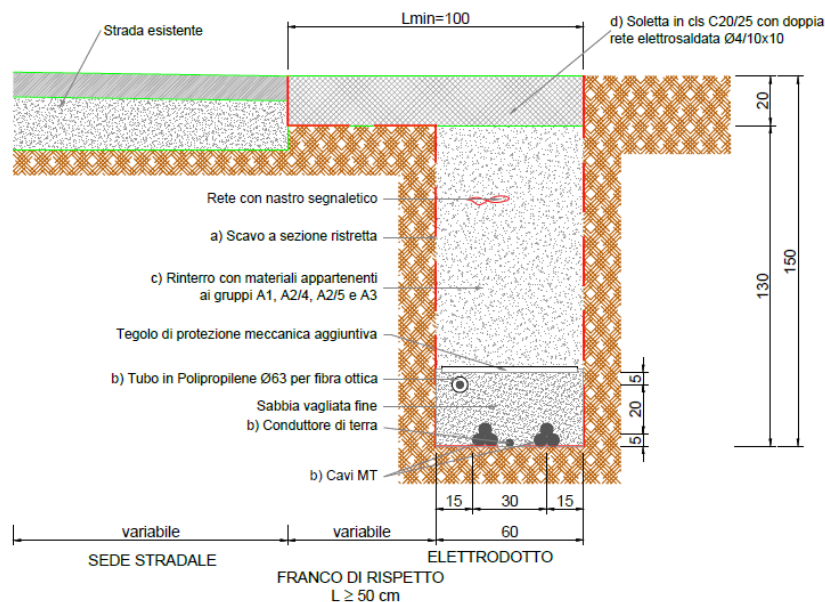 Lmin=100
d) Soletta in cls C20/25 con doppia
rete elettrosaldata Ø4/10x10
Strada esistente
20
Rete con nastro segnaletico
a) Scavo a sezione ristretta
c) Rinterro con materiali appartenenti
ai gruppi A1, A2/4, A2/5 e A3
130
150
Tegolo di protezione meccanica aggiuntiva
b) Tubo in Polipropilene Ø63 per fibra ottica
5
Sabbia vagliata fine
20
b) Conduttore di terra
5
b) Cavi MT
15
30
15
variabile
variabile
60
SEDE STRADALE
ELETTRODOTTO
FRANCO DI RISPETTO
L ≥ 50 cm